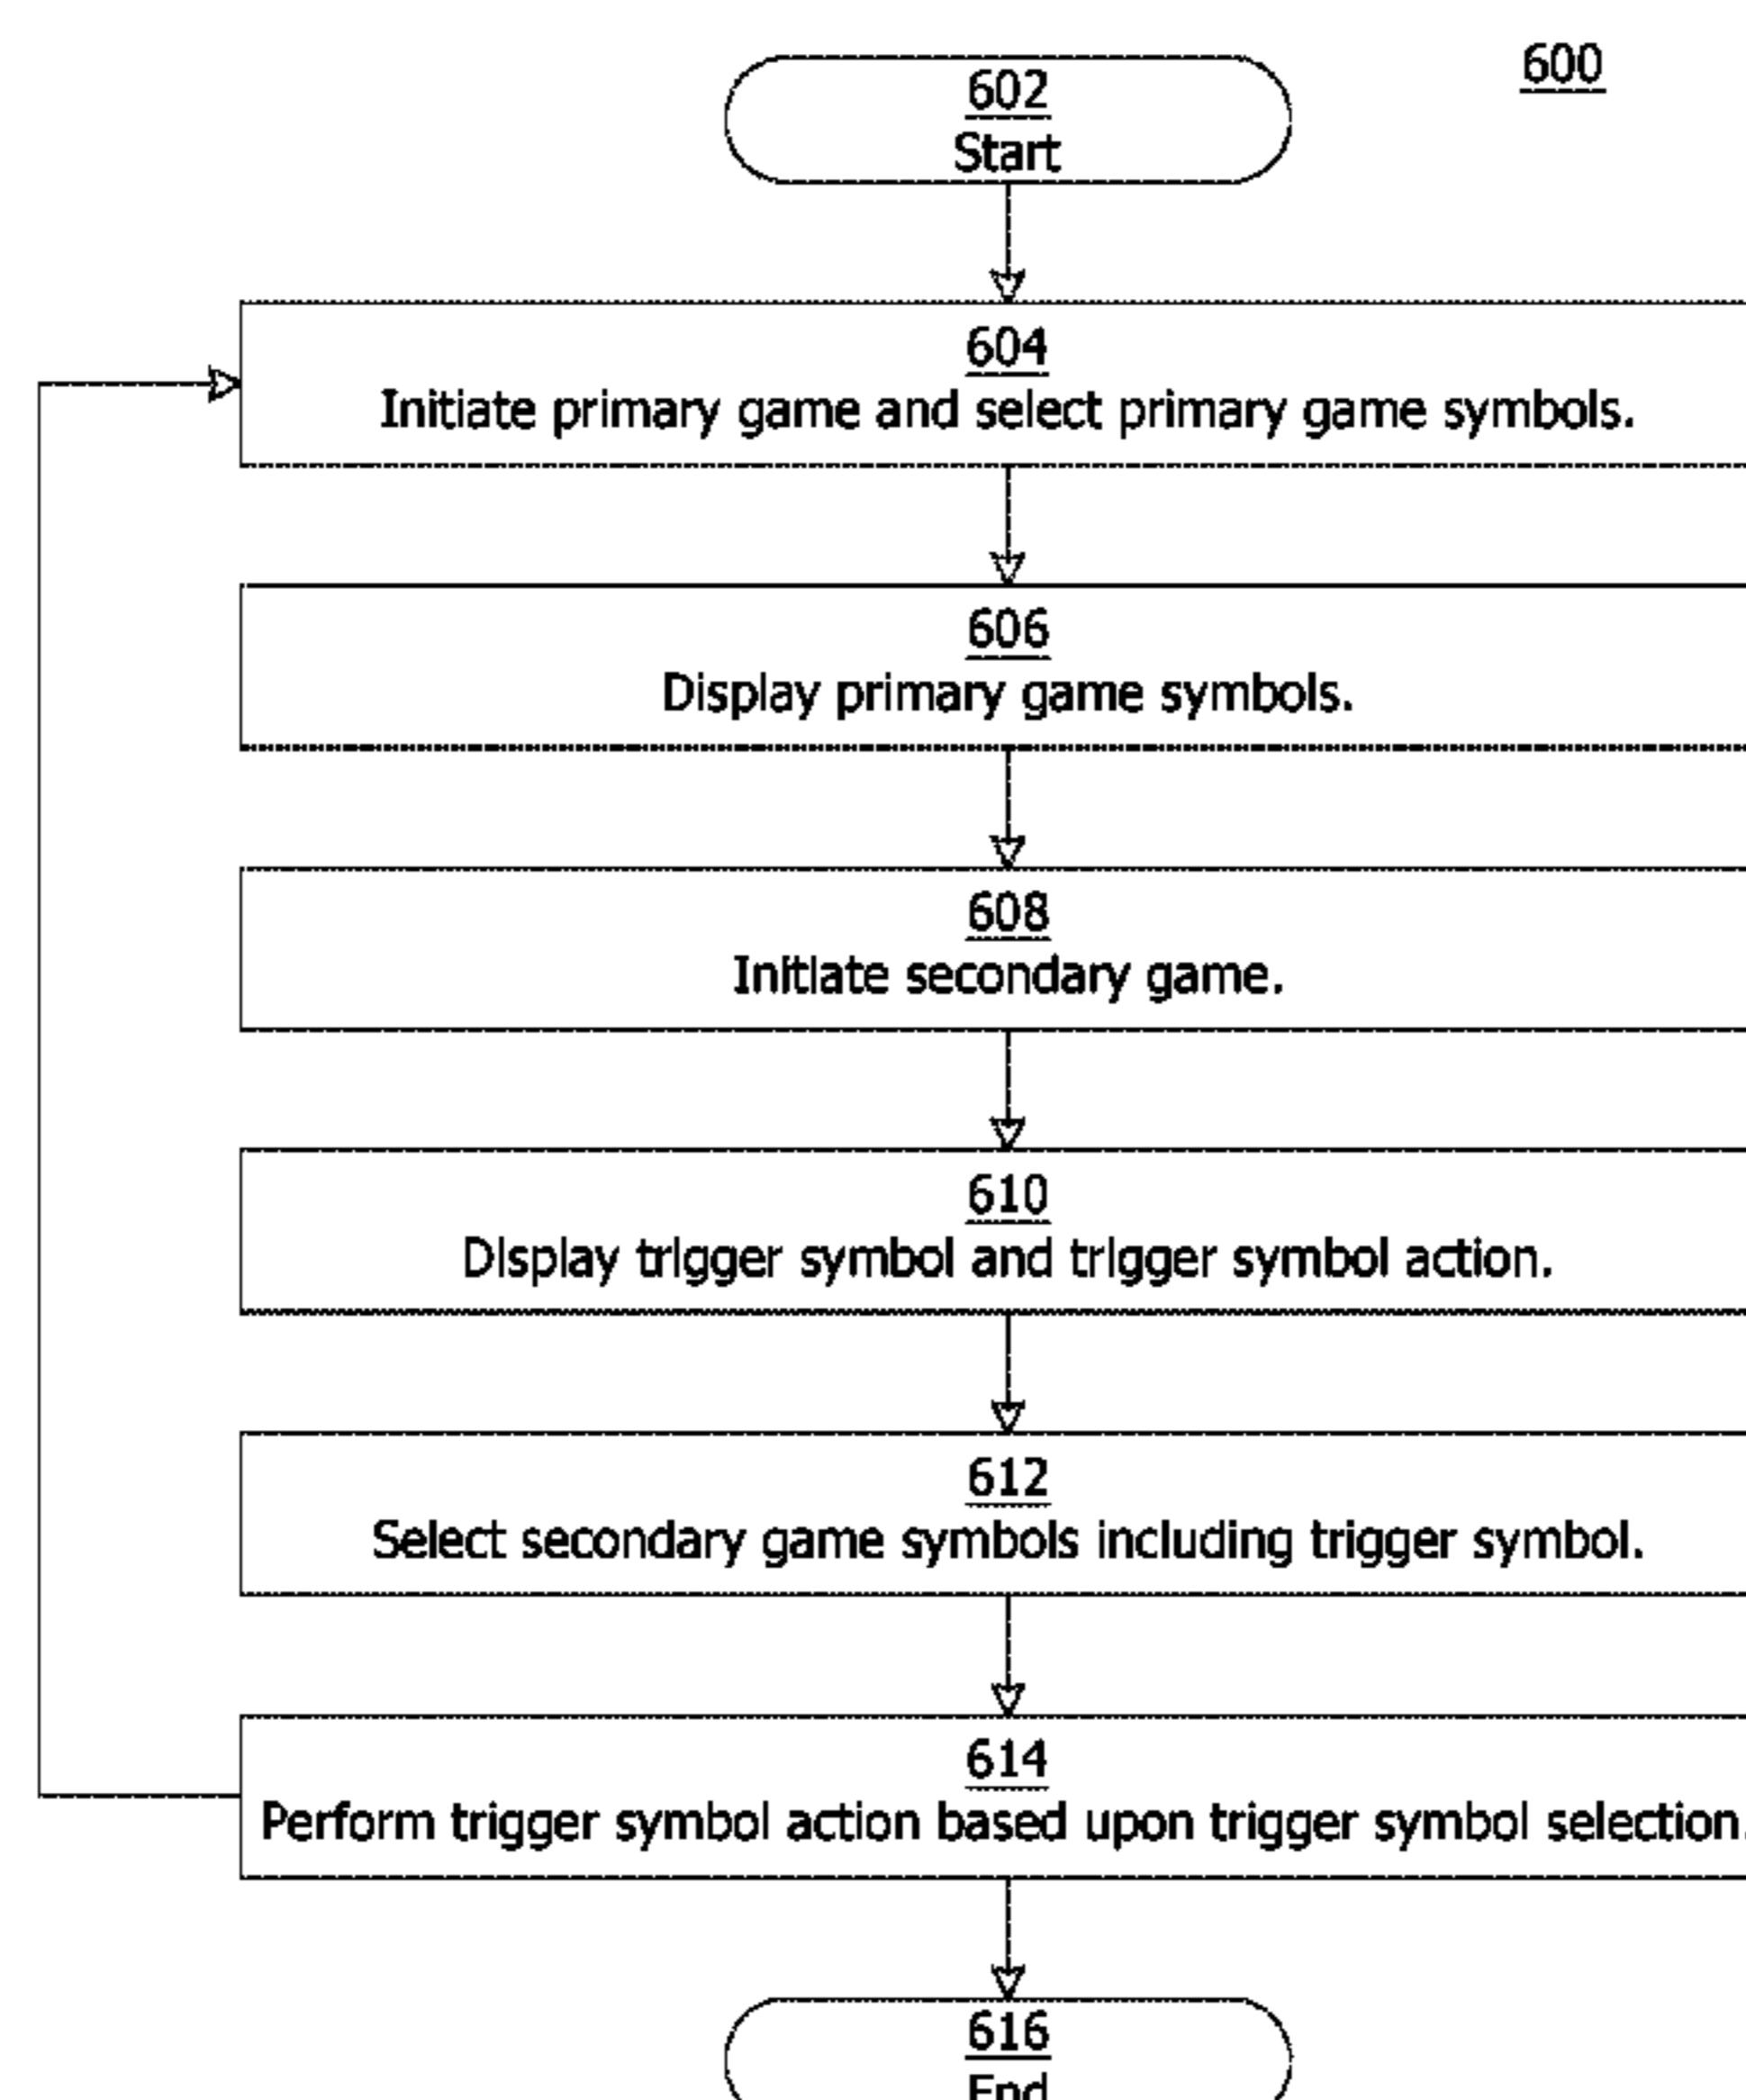 600
602
Start
604
Initiate primary game and select primary game symbols.
606
Display primary game symbols.
608
Initiate secondary game.
610
Display trigger symbol and trigger symbol action.
612
Select secondary game symbols including trigger symbol.
614
Perform trigger symbol action based upon trigger symbol selection.
616
End